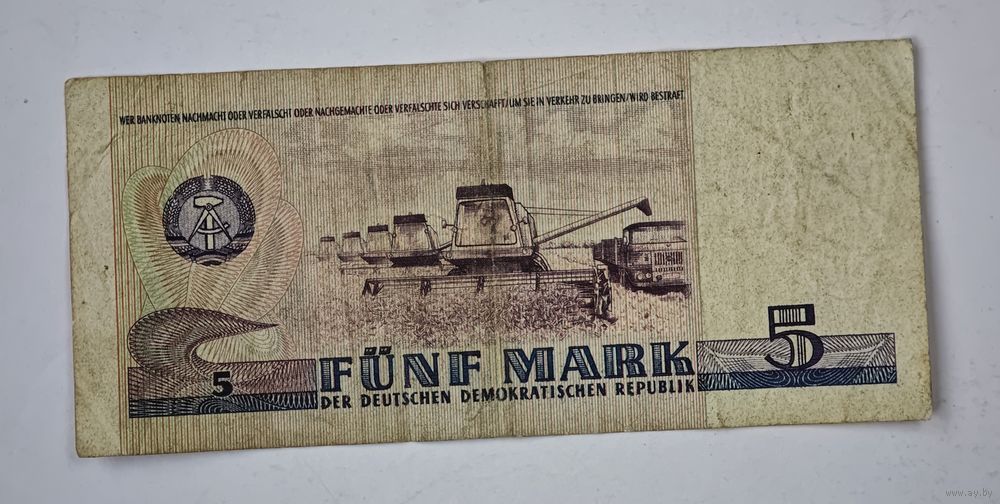 WER BANKNOTEN NACHMACHT ODER VERFÄLSCHT ODER NACHGEMACHTE ODER VERFÄLSCHTE SICH VERSCHAFFT/UM SIE IN VERKEHR ZU BRINGEN/WIRD BESTRAFT
5
5
FÜNF MARK
DER DEUTSCHEN DEMOKRATISCHEN REPUBLIK
www.ay.by